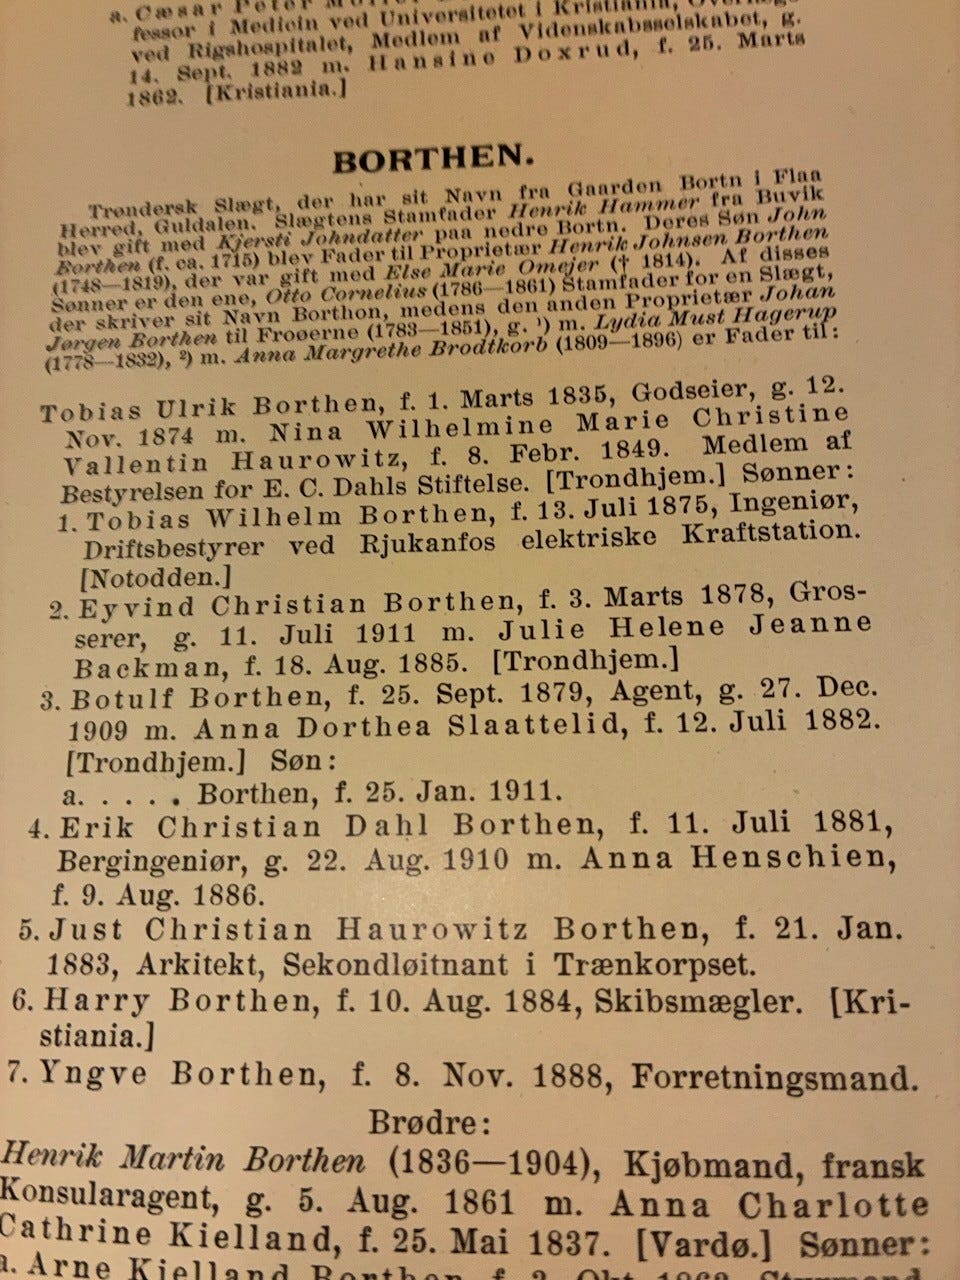 a. Cæsar Peter
fessor i Medicin ved Universitetet i Kristiania,
ved Rigshospitalet, Medlem af Videnskabsselskabet, g.
14. Sept. 1882 m. Hansine Doxrud, f. 25. Marts
1862. [Kristiania.]
BORTHEN.
Trøndersk Slægt, der har sit Navn fra Gaarden Bortn i Flaa
Herred, Guldalen. Slægtens Stamfader Henrik Hammer fra Buvik
blev gift med Kjersti Johndatter paa nedre Bortn. Deres Søn John
Borthen (f. ca. 1715) blev Fader til Proprietær Henrik Johnsen Borthen
(1748—1819), der var gift med Else Marie Omejer († 1814). Af disses
Sønner er den ene, Otto Cornelius (1786—1861) Stamfader for en Slægt,
der skriver sit Navn Borthon, medens den anden Proprietær Johan
Jørgen Borthen til Froøerne (1783—1851), g. ¹) m. Lydia Must Hagerup
(1778—1832), ²) m. Anna Margrethe Brodtkorb (1809—1896) er Fader til:
Tobias Ulrik Borthen, f. 1. Marts 1835, Godseier, g. 12.
Nov. 1874 m. Nina Wilhelmine Marie Christine
Vallentin Haurowitz, f. 8. Febr. 1849. Medlem af
Bestyrelsen for E. C. Dahls Stiftelse. [Trondhjem.] Sønner:
1. Tobias Wilhelm Borthen, f. 13. Juli 1875, Ingeniør,
Driftsbestyrer ved Rjukanfos elektriske Kraftstation.
[Notodden.]
2. Eyvind Christian Borthen, f. 3. Marts 1878, Gros-
serer, g. 11. Juli 1911 m. Julie Helene Jeanne
Backman, f. 18. Aug. 1885. [Trondhjem.]
3. Botulf Borthen, f. 25. Sept. 1879, Agent, g. 27. Dec.
1909 m. Anna Dorthea Slaattelid, f. 12. Juli 1882.
[Trondhjem.] Søn:
a. . . . . Borthen, f. 25. Jan. 1911.
4. Erik Christian Dahl Borthen, f. 11. Juli 1881,
Bergingeniør, g. 22. Aug. 1910 m. Anna Henschien,
f. 9. Aug. 1886.
5. Just Christian Haurowitz Borthen, f. 21. Jan.
1883, Arkitekt, Sekondløitnant i Trænkorpset.
6. Harry Borthen, f. 10. Aug. 1884, Skibsmægler. [Kri-
stiania.]
7. Yngve Borthen, f. 8. Nov. 1888, Forretningsmand.
Brødre:
Henrik Martin Borthen (1836—1904), Kjøbmand, fransk
Konsularagent, g. 5. Aug. 1861 m. Anna Charlotte
Cathrine Kielland, f. 25. Mai 1837. [Vardø.] Sønner:
a. Arne Kielland Borthen, f.